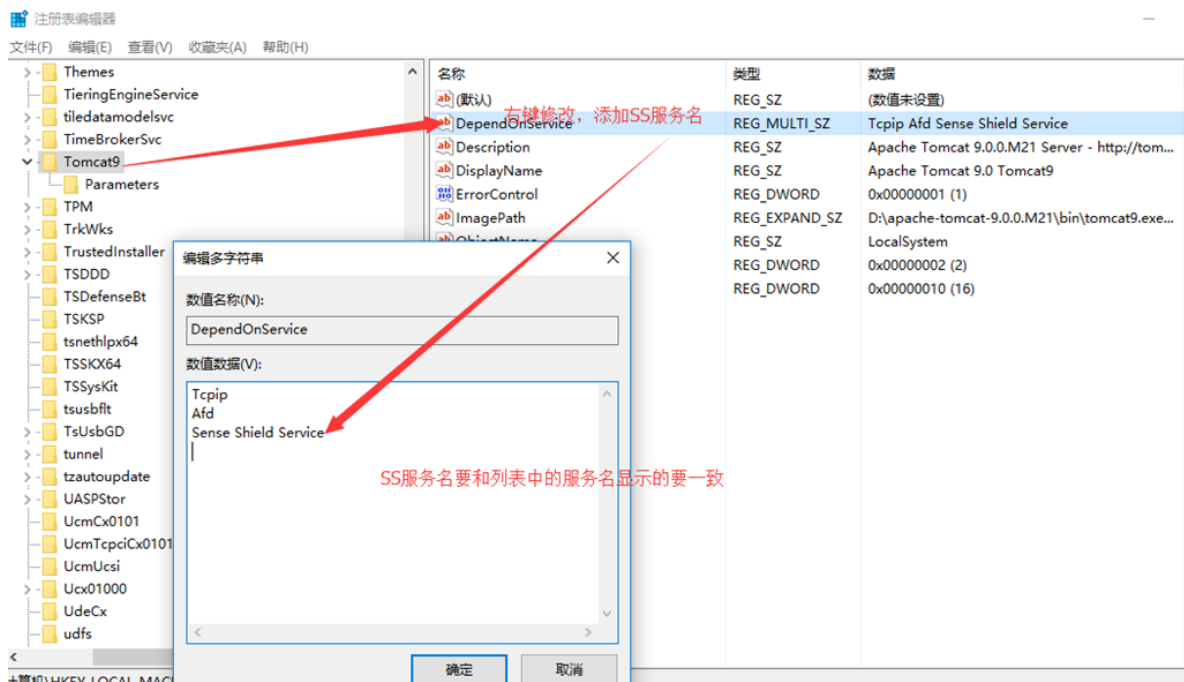 注册表编辑器
文件(F) 编辑(E) 查看(V) 收藏夹(A) 帮助(H)
Themes
TieringEngineService
tiledatamodelsvc
TimeBrokerSvc
Tomcat9
Parameters
TPM
TrkWks
TrustedInstaller
TSDDD
TSDefenseBt
TSKSP
tsnethlpx64
TSSKX64
TSSysKit
tsusbflt
TsUsbGD
tunnel
tzautoupdate
UASPStor
UcmCx0101
UcmTcpciCx0101
UcmUcsi
Ucx01000
UdeCx
udfs
名称 类型 数据
(默认) REG_SZ (数值未设置)
右键修改，添加SS服务名
DependOnService REG_MULTI_SZ Tcpip Afd Sense Shield Service
Description REG_SZ Apache Tomcat 9.0.0.M21 Server - http://tom...
DisplayName REG_SZ Apache Tomcat 9.0 Tomcat9
ErrorControl REG_DWORD 0x00000001 (1)
ImagePath REG_EXPAND_SZ D:\apache-tomcat-9.0.0.M21\bin\tomcat9.exe...
ObjectName REG_SZ LocalSystem
REG_DWORD 0x00000002 (2)
REG_DWORD 0x00000010 (16)
编辑多字符串
数值名称(N):
DependOnService
数值数据(V):
Tcpip
Afd
Sense Shield Service
SS服务名要和列表中的服务名显示的要一致
确定 取消